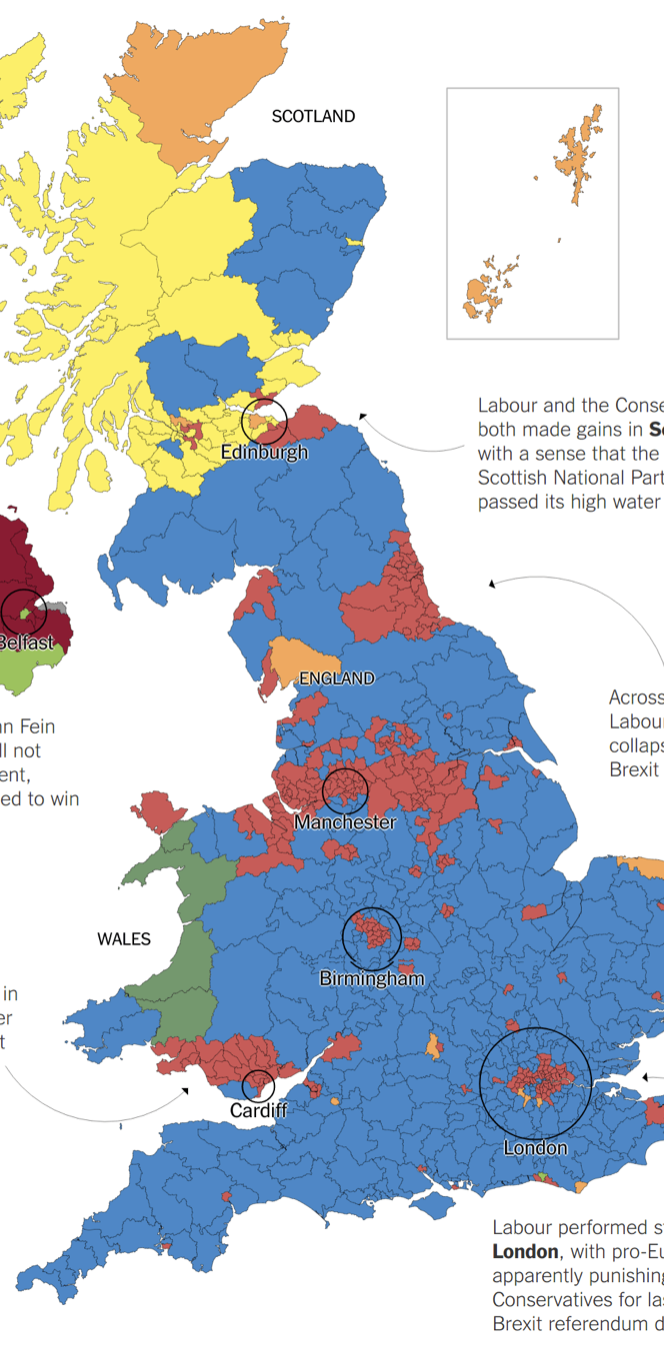 SCOTLAND
Labour and the Conse
both made gains in Sc
with a sense that the
Scottish National Part
passed its high water
Edinburgh
Belfast
ENGLAND
Across
Labou
collaps
Brexit
nn Fein
ll not
ent,
ed to win
Manchester
WALES
Birmingham
in
er
t
Cardiff
London
Labour performed st
London, with pro-Eu
apparently punishing
Conservatives for las
Brexit referendum d